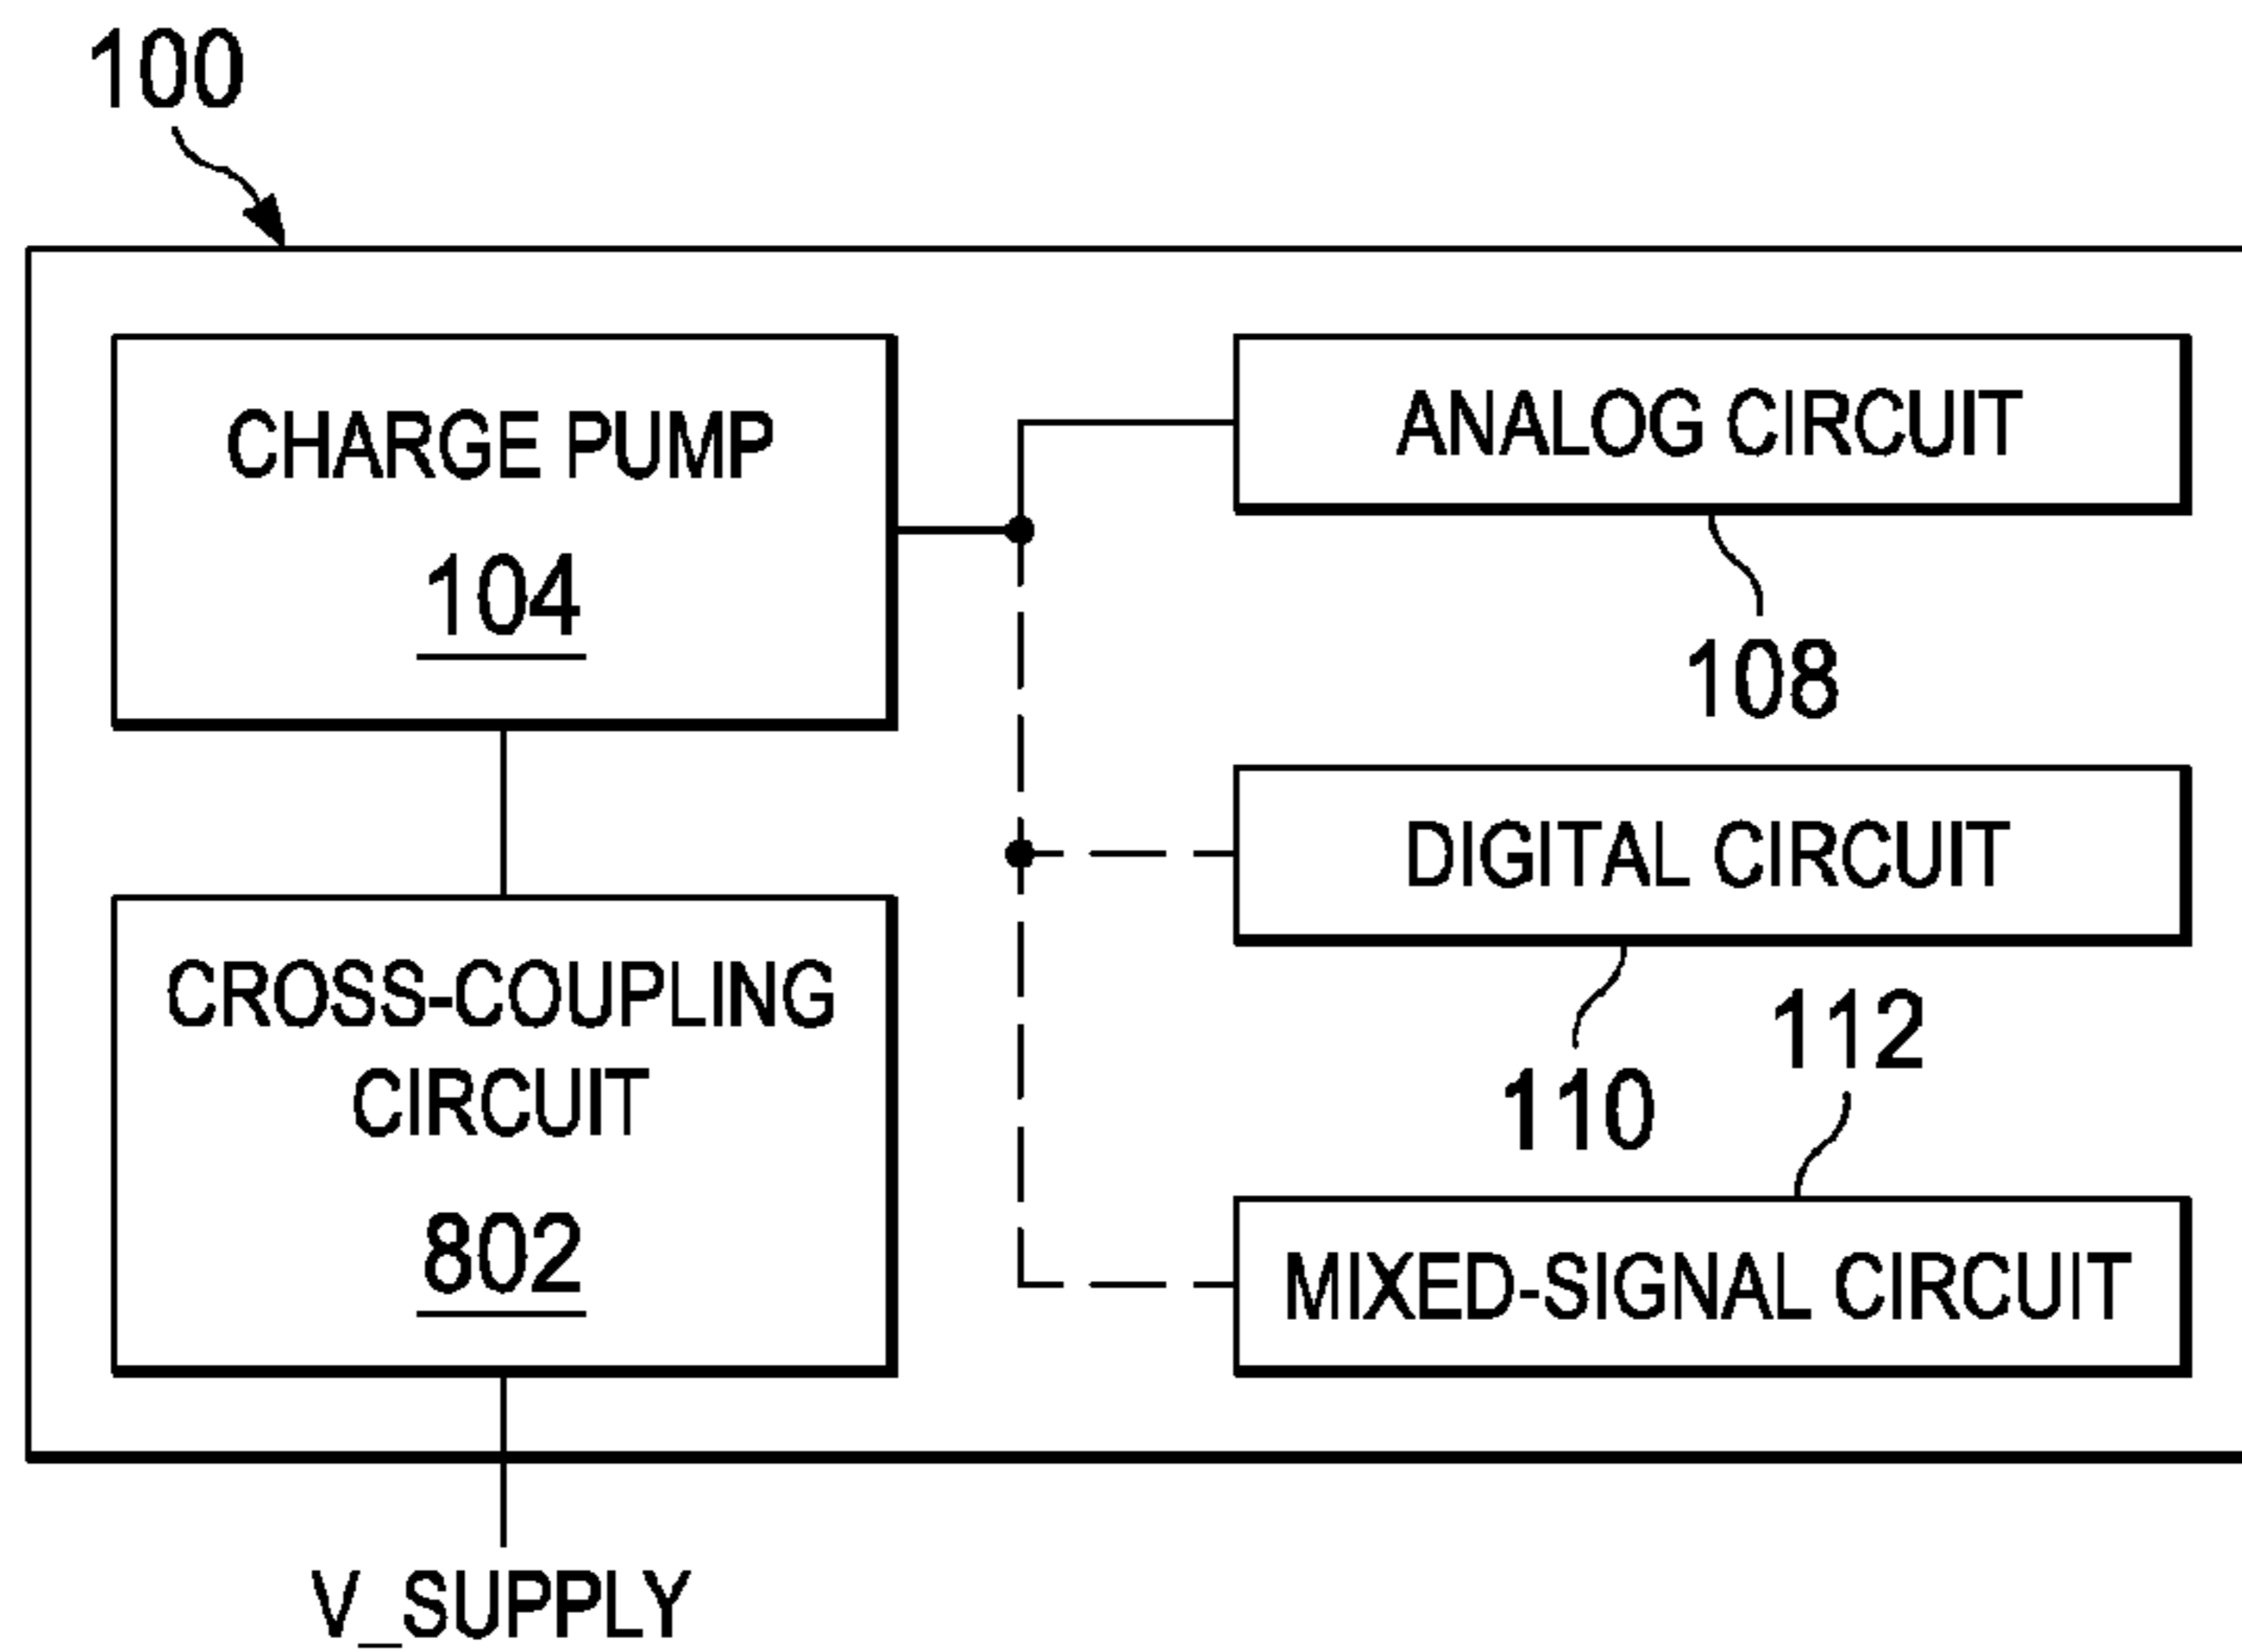 100
CHARGE PUMP
104
ANALOG CIRCUIT
108
DIGITAL CIRCUIT
110
CROSS-COUPLING
CIRCUIT
802
112
MIXED-SIGNAL CIRCUIT
V_SUPPLY